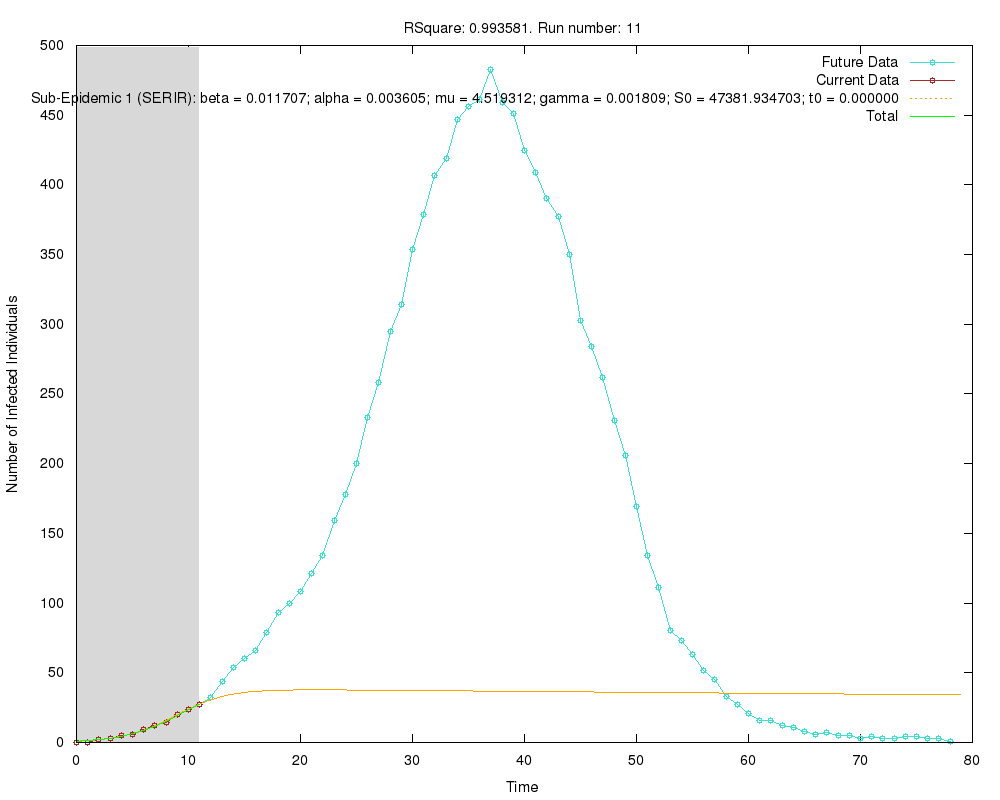 RSquare: 0.993581. Run number: 11
Future Data
Current Data
Sub-Epidemic 1 (SERIR): beta = 0.011707; alpha = 0.003605; mu = 4.519312; gamma = 0.001809; S0 = 47381.934703; t0 = 0.000000
Total
500
450
400
350
300
250
200
150
100
50
0
Number of Infected Individuals
0 10 20 30 40 50 60 70 80
Time